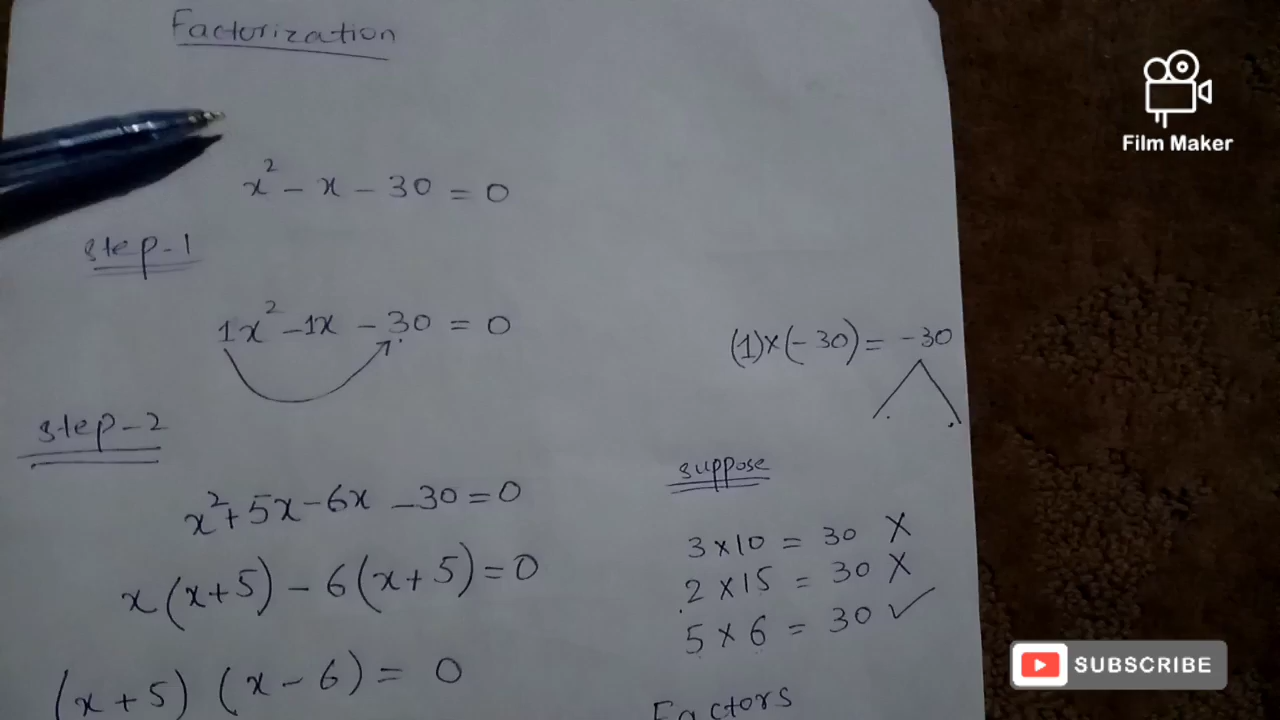 Factorization
x² - x - 30 = 0
step-1
1x² - 1x - 30 = 0
step-2
x² + 5x - 6x - 30 = 0
x(x + 5) - 6(x + 5) = 0
(x + 5) (x - 6) = 0
(1) × (-30) = -30
suppose
3 × 10 = 30 X
2 × 15 = 30 X
5 × 6 = 30 ✓
Factors
Film Maker
SUBSCRIBE